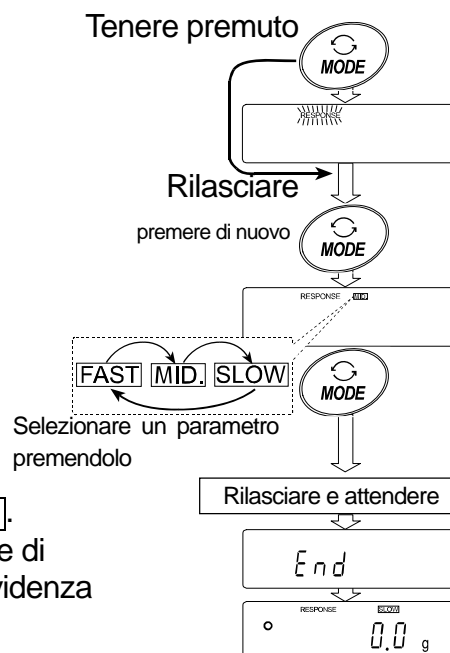 Tenere premuto
MODE
RESPONSE
Rilasciare
premere di nuovo
MODE
RESPONSE MID.
FAST MID. SLOW
MODE
Selezionare un parametro
premendolo
Rilasciare e attendere
.
e di
videnza
End
RESPONSE SLOW
0.0 g